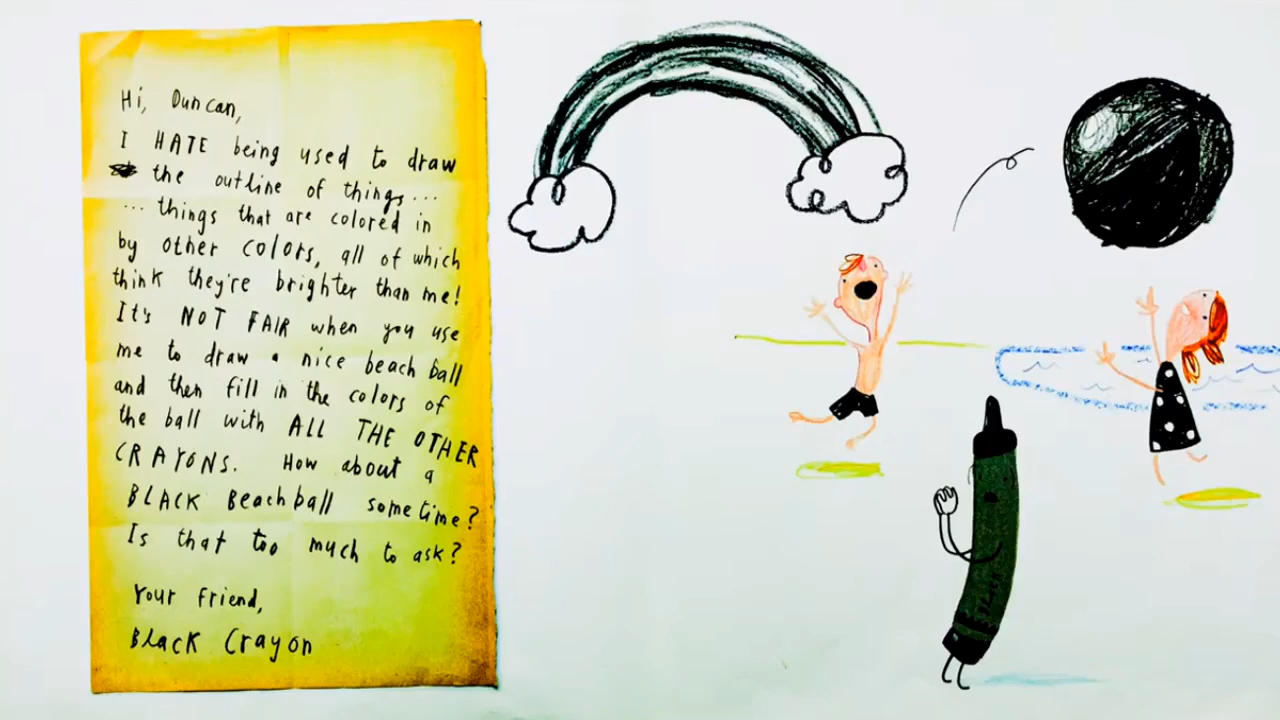 Hi, Duncan,
I HATE being used to draw
the outline of things...
...things that are colored in
by other colors, all of which
think they're brighter than me!
It's NOT FAIR when you use
me to draw a nice beach ball
and then fill in the colors of
the ball with ALL THE OTHER
CRAYONS. How about a
BLACK Beach ball sometime?
Is that too much to ask?
Your friend,
Black Crayon